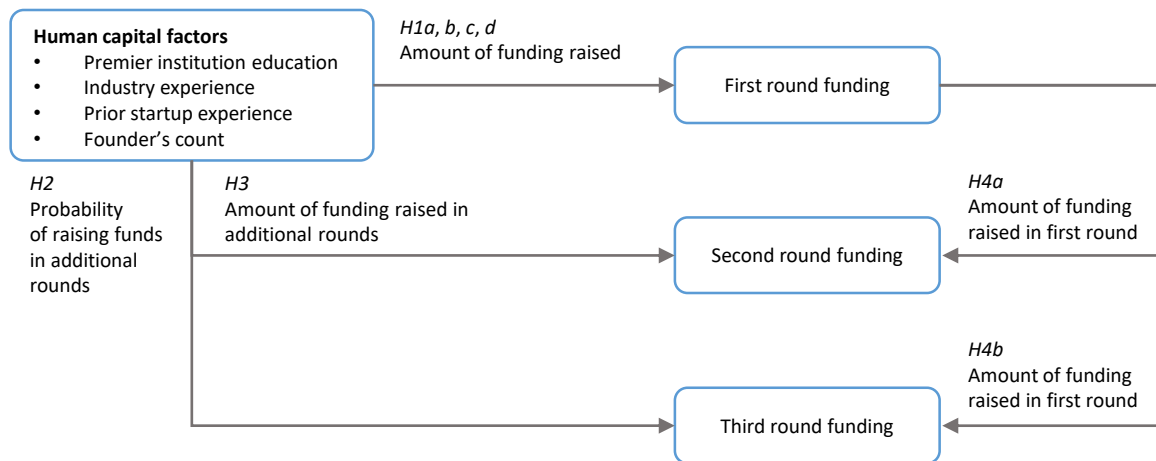 Human capital factors
• Premier institution education
• Industry experience
• Prior startup experience
• Founder's count
H1a, b, c, d
Amount of funding raised
First round funding
H2
Probability
of raising funds
in additional
rounds
H3
Amount of funding raised in
additional rounds
Second round funding
H4a
Amount of funding
raised in first round
Third round funding
H4b
Amount of funding
raised in first round